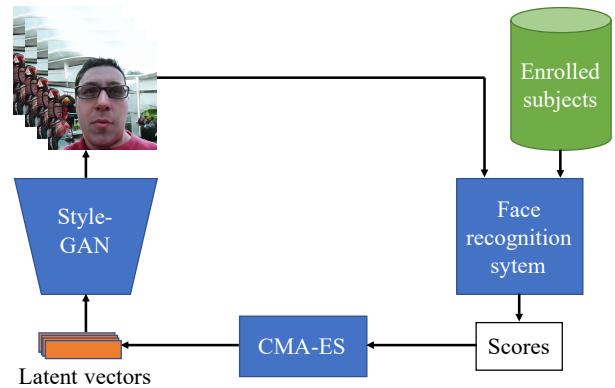 Enrolled
subjects
Style-
GAN
Face
recognition
sytem
CMA-ES
Scores
Latent vectors